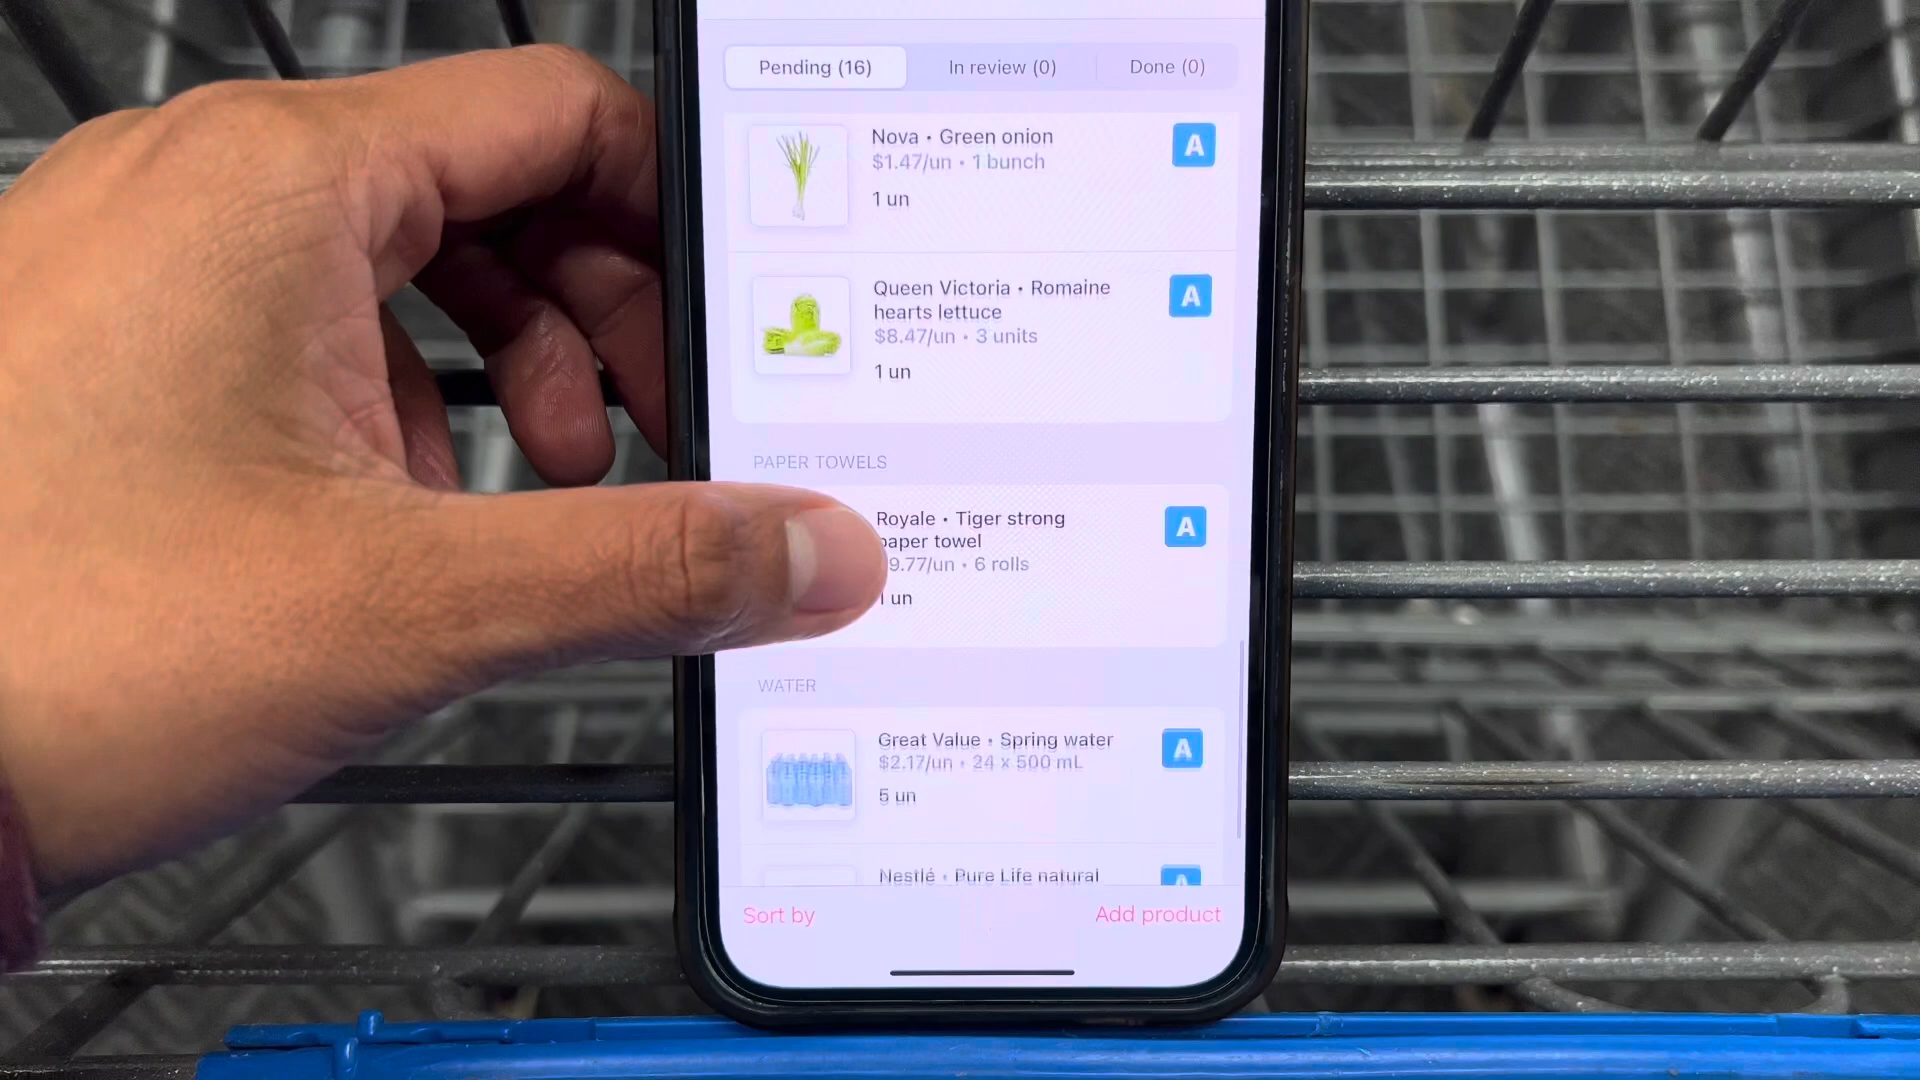 Pending (16)
In review (0)
Done (0)
Nova • Green onion
A
$1.47/un • 1 bunch
1 un
Queen Victoria • Romaine
A
hearts lettuce
$8.47/un • 3 units
1 un
PAPER TOWELS
Royale • Tiger strong
A
paper towel
9.77/un • 6 rolls
1 un
WATER
Great Value • Spring water
A
$2.17/un • 24 x 500 mL
5 un
Nestlé • Pure Life natural
A
Sort by
Add product